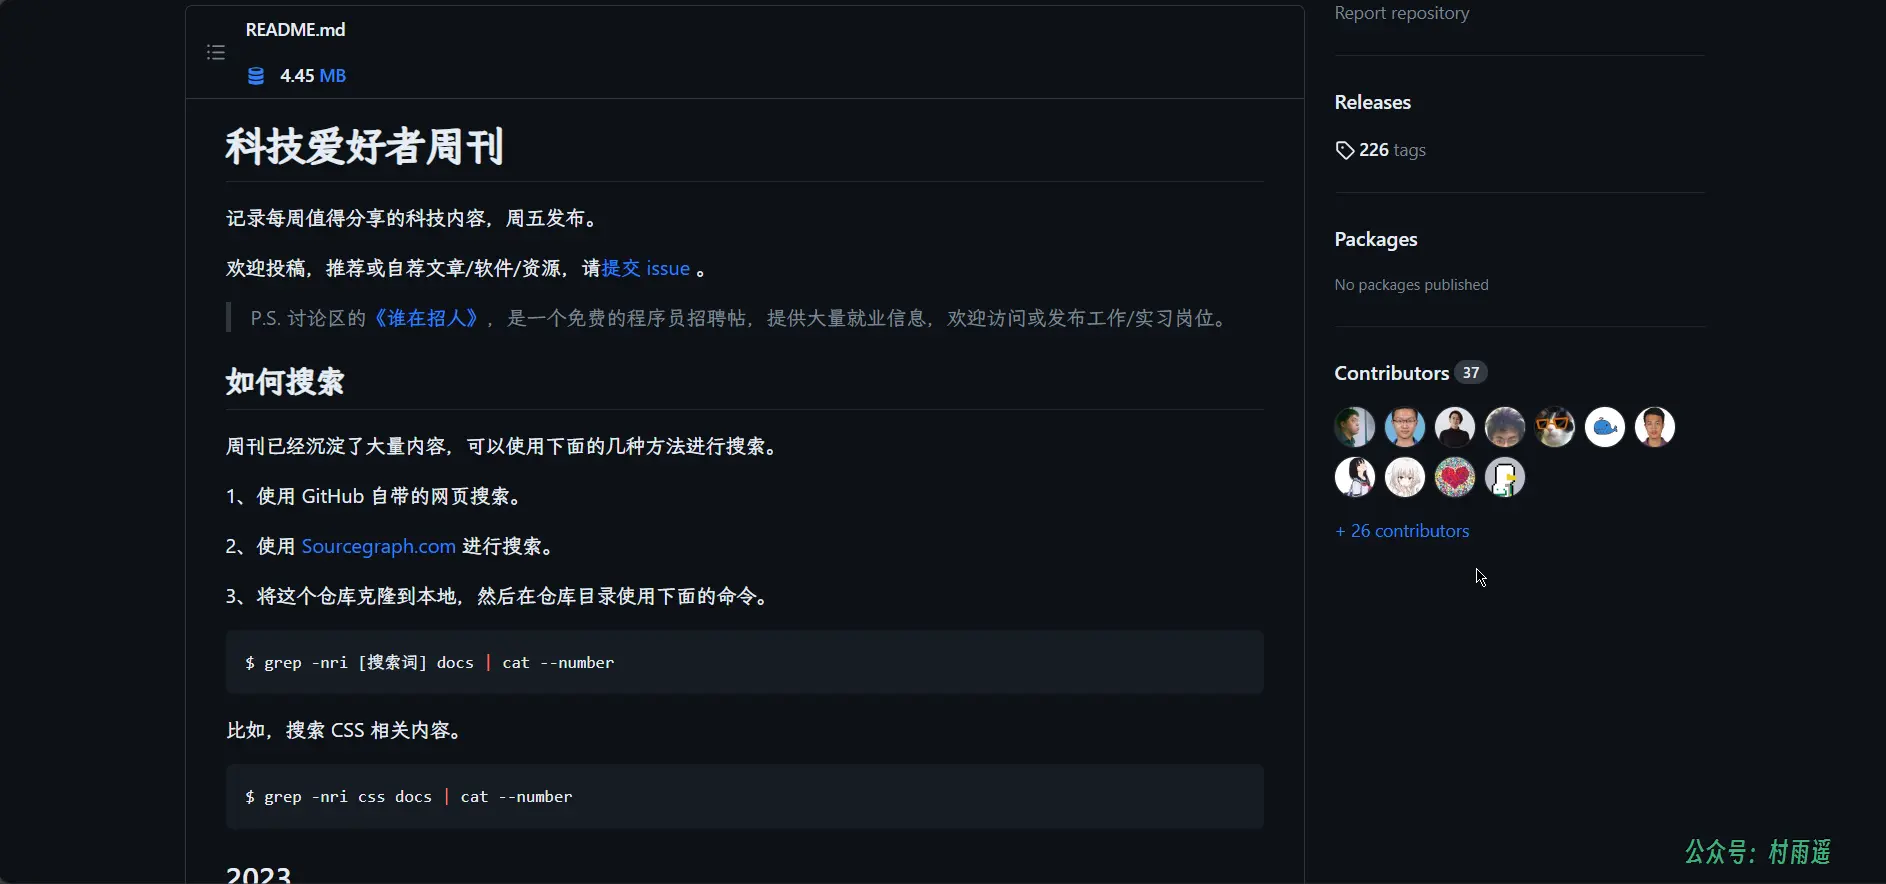 README.md
4.45 MB
科技爱好者周刊
记录每周值得分享的科技内容，周五发布。
欢迎投稿，推荐或自荐文章/软件/资源，请提交 issue 。
P.S. 讨论区的《谁在招人》，是一个免费的程序员招聘帖，提供大量就业信息，欢迎访问或发布工作/实习岗位。
如何搜索
周刊已经沉淀了大量内容，可以使用下面的几种方法进行搜索。
1、使用 GitHub 自带的网页搜索。
2、使用 Sourcegraph.com 进行搜索。
3、将这个仓库克隆到本地，然后在仓库目录使用下面的命令。
$ grep -nri [搜索词] docs | cat --number
比如，搜索 CSS 相关内容。
$ grep -nri css docs | cat --number
2023
Report repository
Releases
226 tags
Packages
No packages published
Contributors 37
+ 26 contributors
公众号：村雨遥